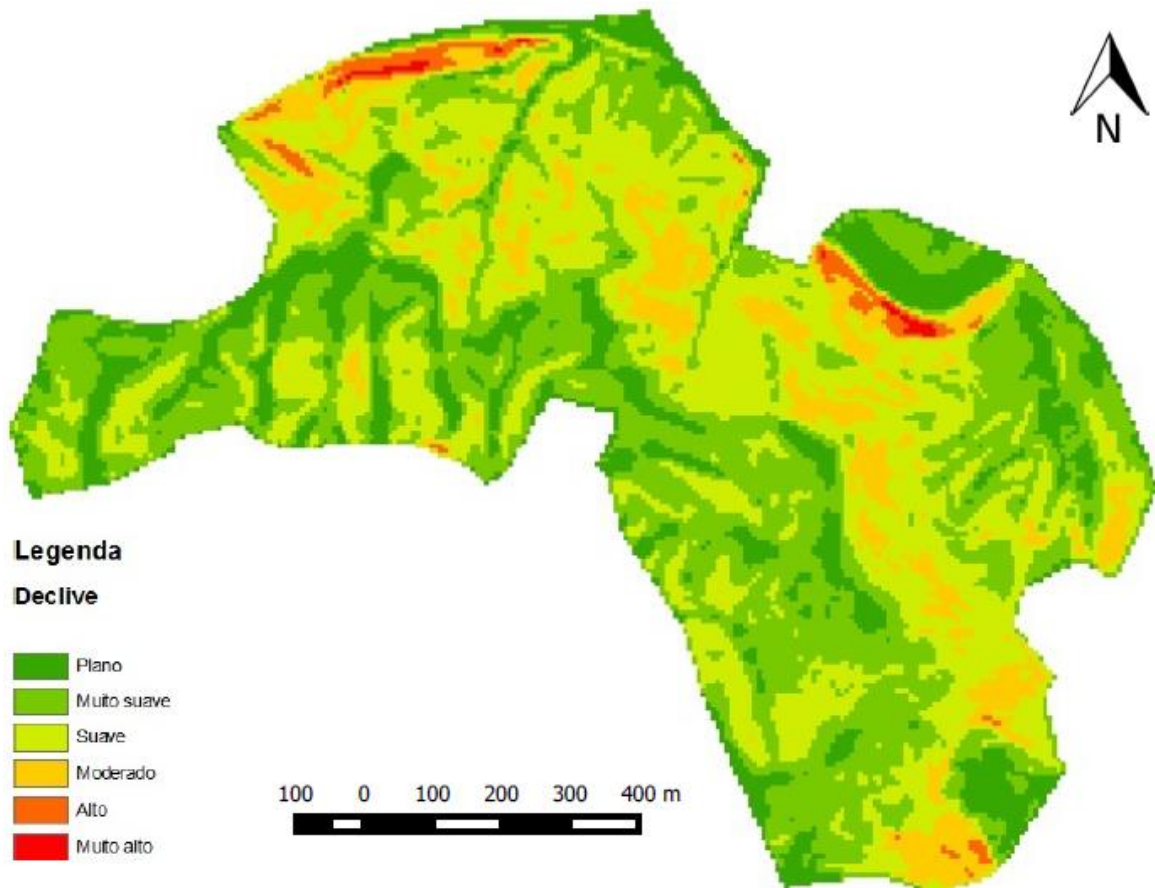 N
Legenda
Declive
Plano
Muito suave
Suave
Moderado
Alto
Muito alto
100 0 100 200 300 400 m